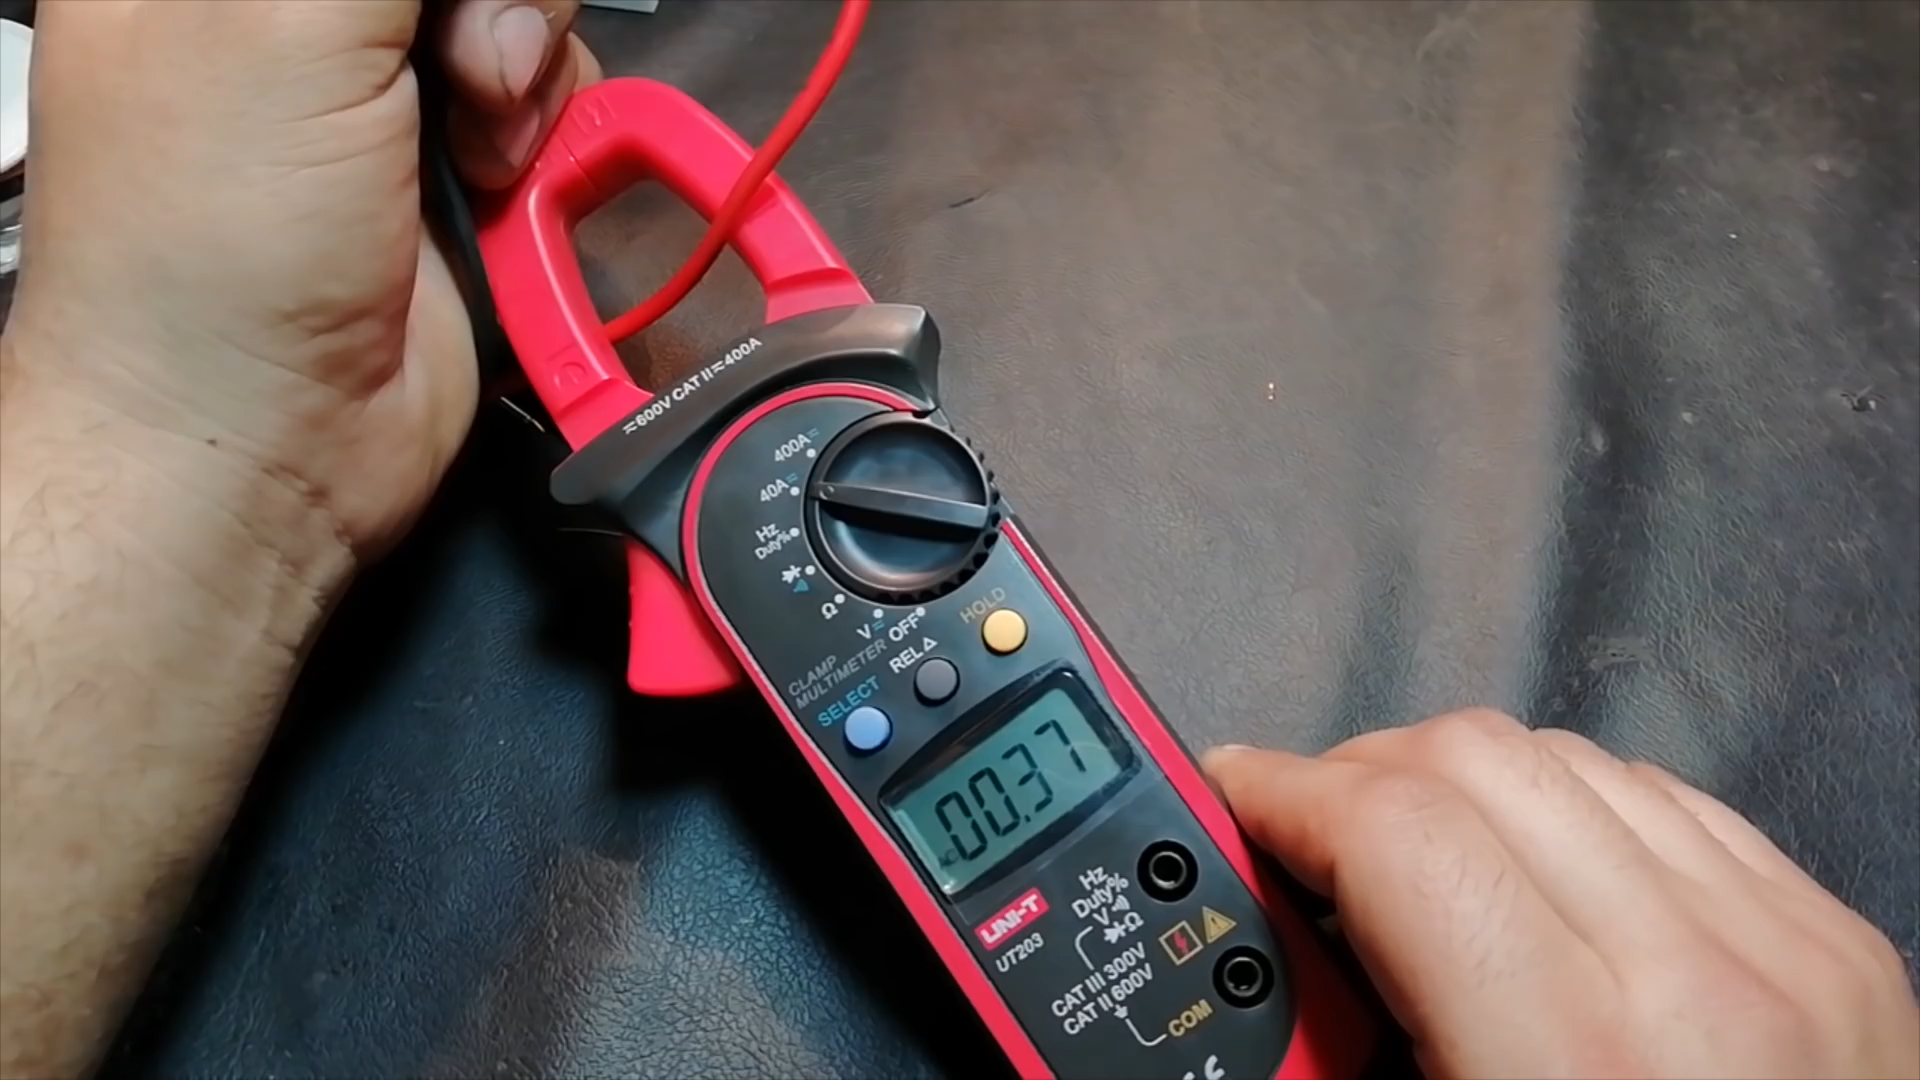 ≂600V CAT II ≂400A
400A≂
40A≂
Hz
Duty%
Ω
V≂
OFF
HOLD
REL△
CLAMP
MULTIMETER
SELECT
AC
00.37
UNI-T
UT203
Hz
Duty%
V
Ω
CAT III 300V
CAT II 600V
COM